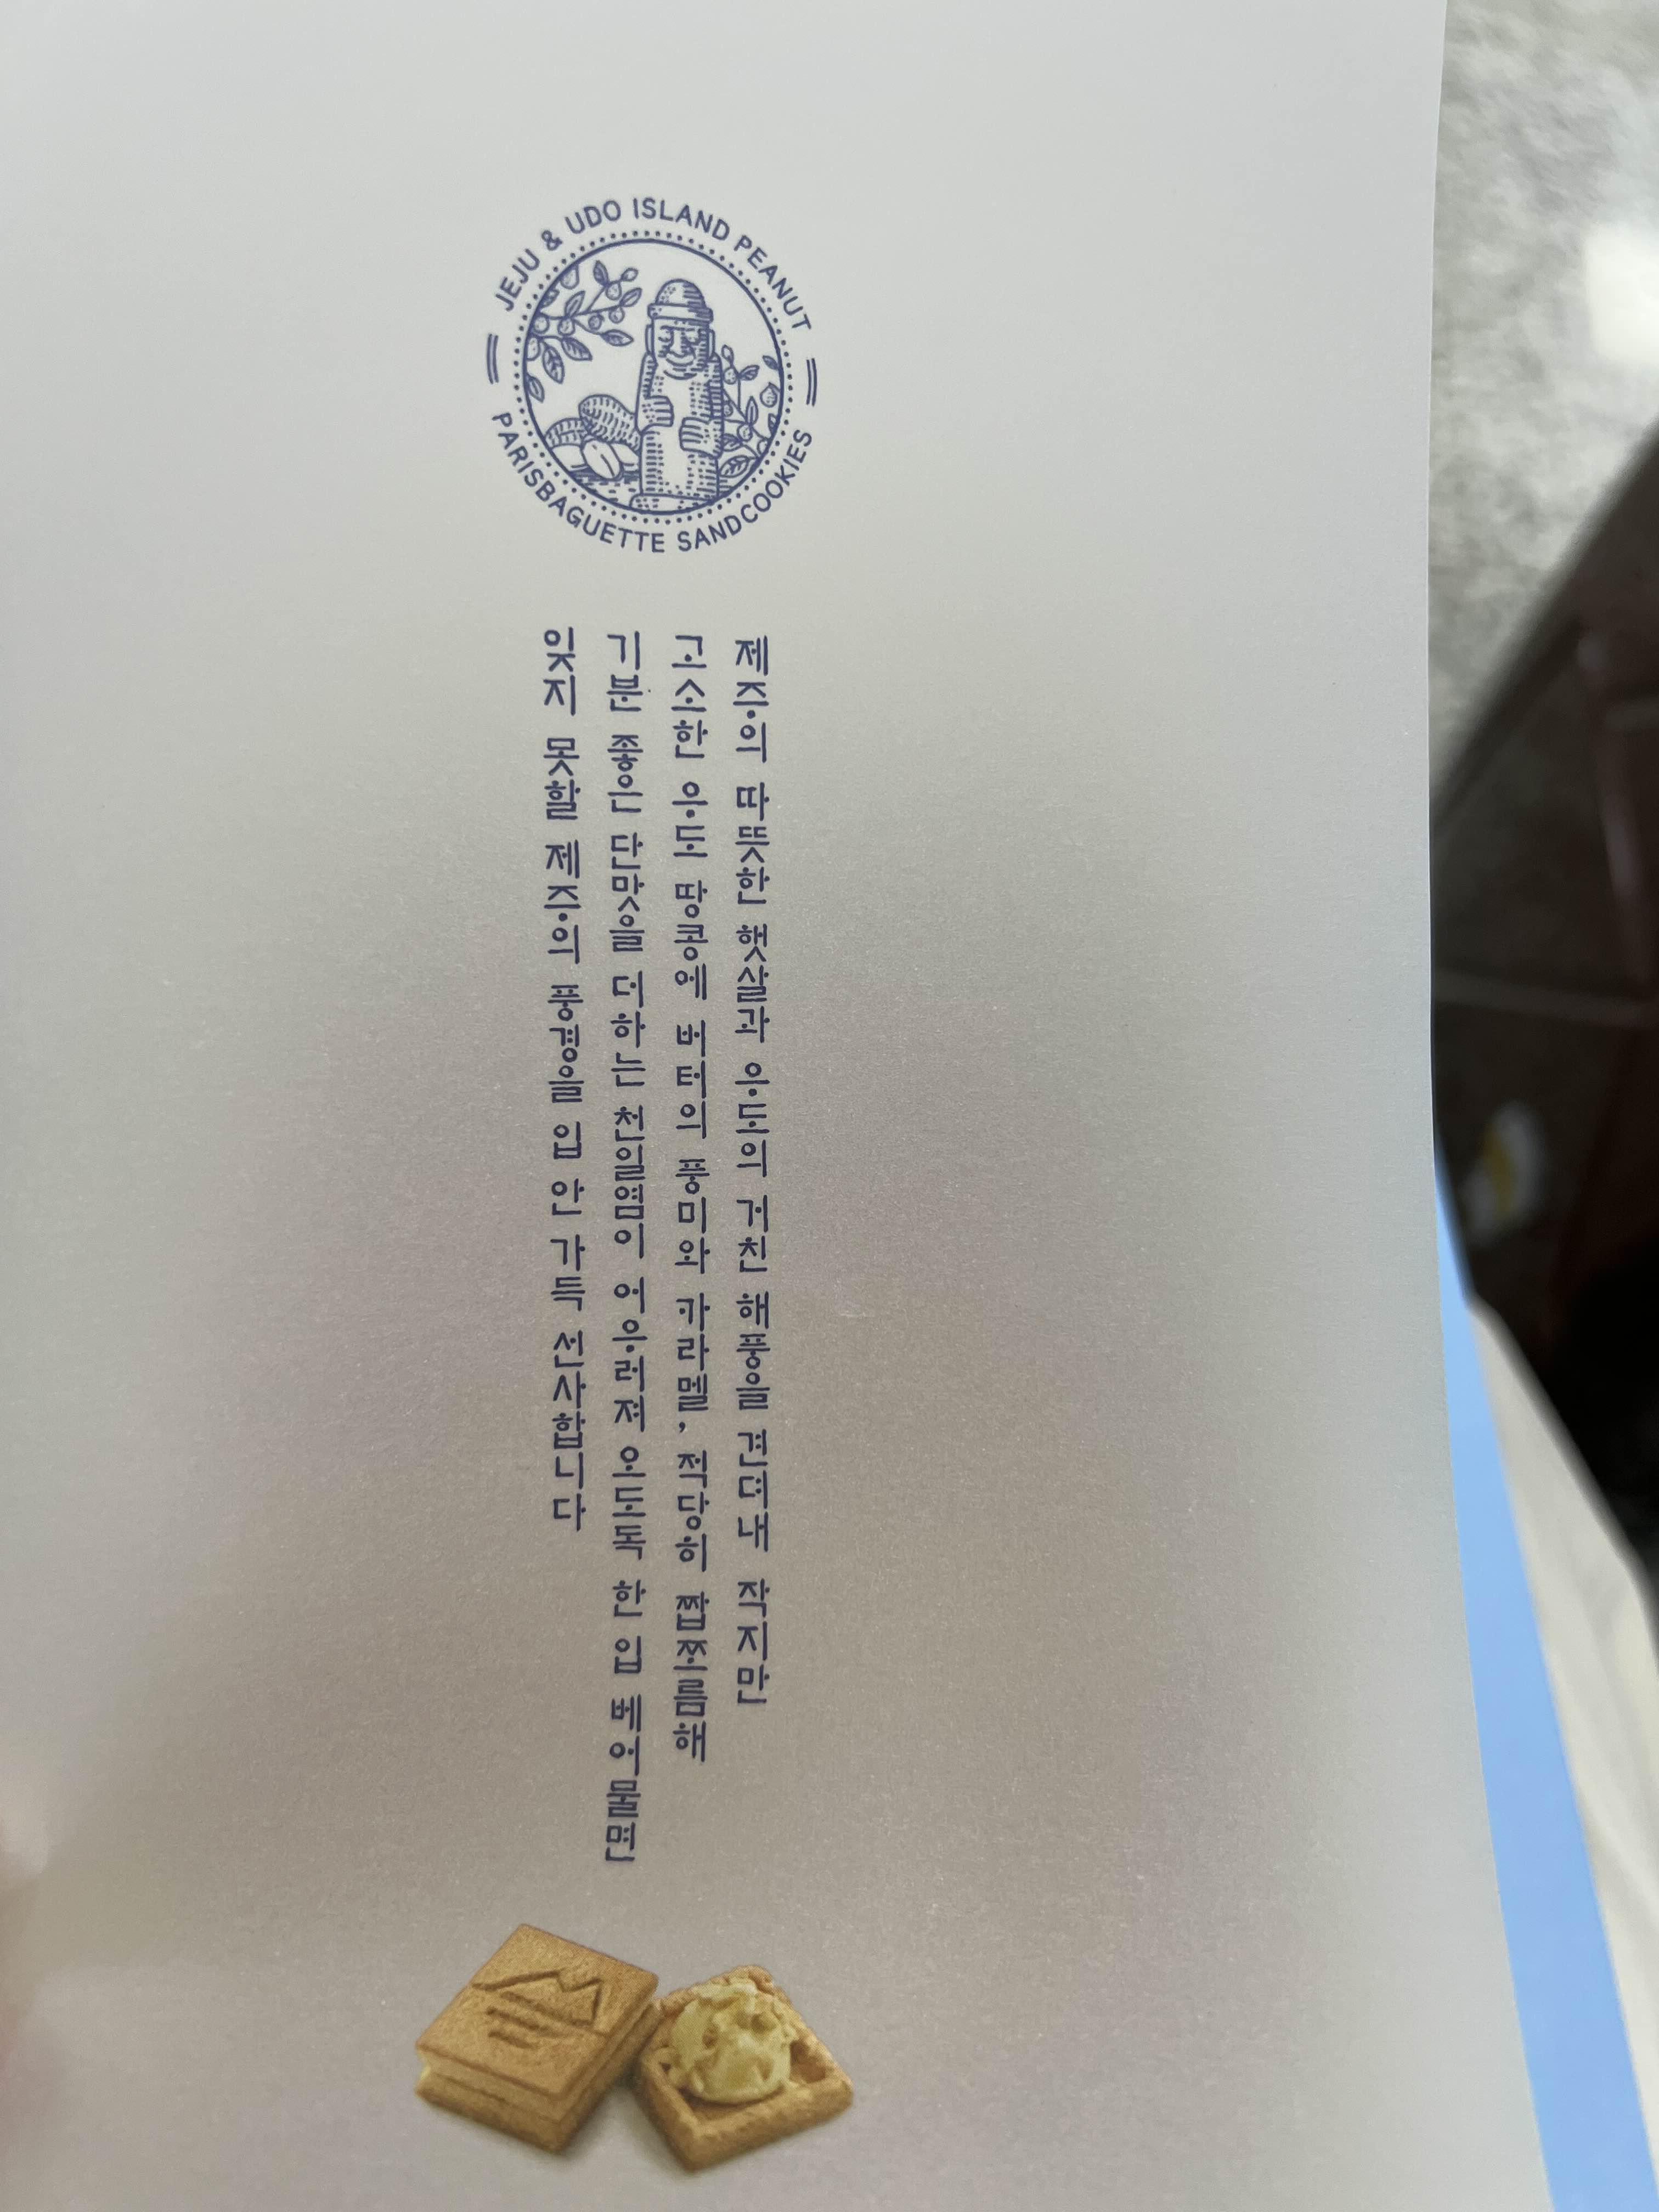 JEJU & UDO ISLAND PEANUT
PARISBAGUETTE SANDCOOKIES
제주의 따뜻한 햇살과 우도의 거친 해풍을 견뎌내 작지만
고소한 우도 땅콩에 버터의 풍미와 카라멜, 적당히 짭쪼름해
기분 좋은 단맛을 더하는 천일염이 어우러져 오도독 한 입 베어물면
잊지 못할 제주의 풍경을 입 안 가득 선사합니다